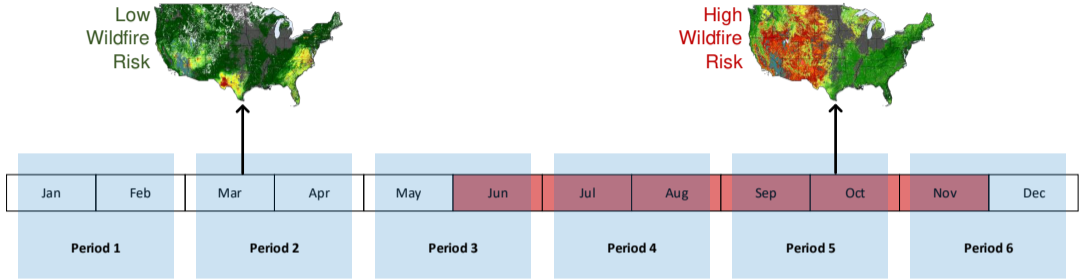 Low
Wildfire
Risk
High
Wildfire
Risk
Jan Feb Mar Apr May Jun Jul Aug Sep Oct Nov Dec
Period 1 Period 2 Period 3 Period 4 Period 5 Period 6